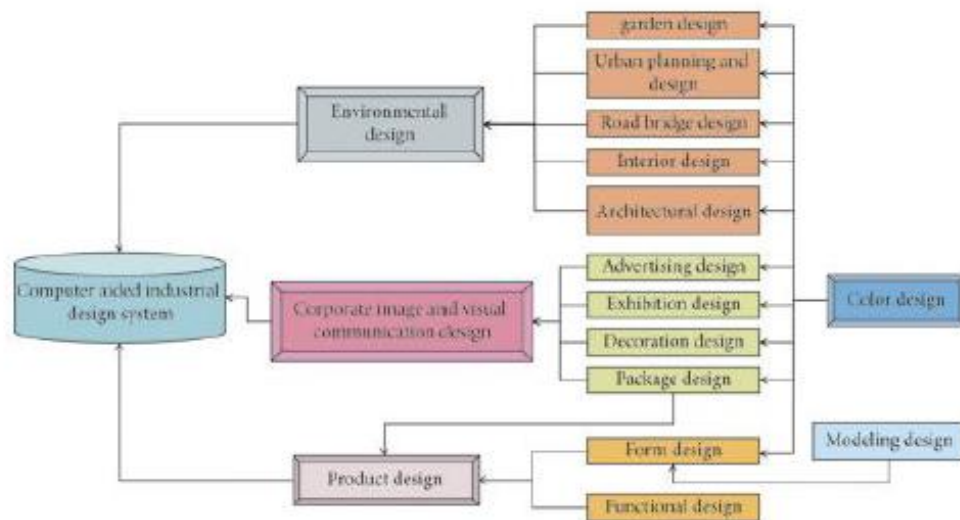 garden design
Urban planning and
design
Environmental
design
Road bridge design
Interior design
Architectural design
Advertising design
Computer aided industrial
design system
Corporate image and visual
communication design
Exhibition design
Color design
Decoration design
Package design
Form design
Modeling design
Product design
Functional design